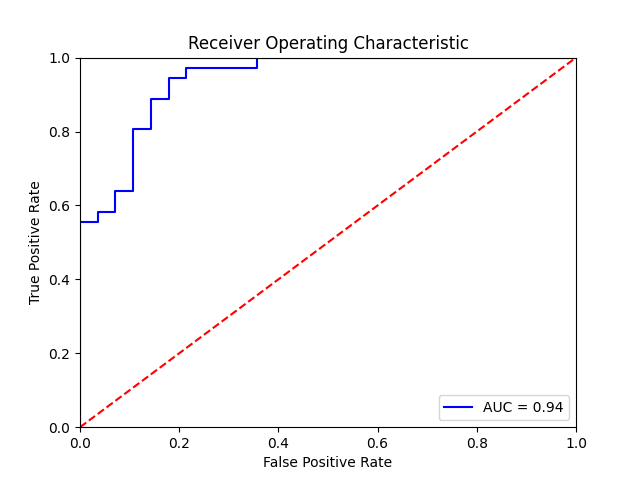 Receiver Operating Characteristic
True Positive Rate
1.0
0.8
0.6
0.4
0.2
0.0
AUC = 0.94
0.0 0.2 0.4 0.6 0.8 1.0
False Positive Rate